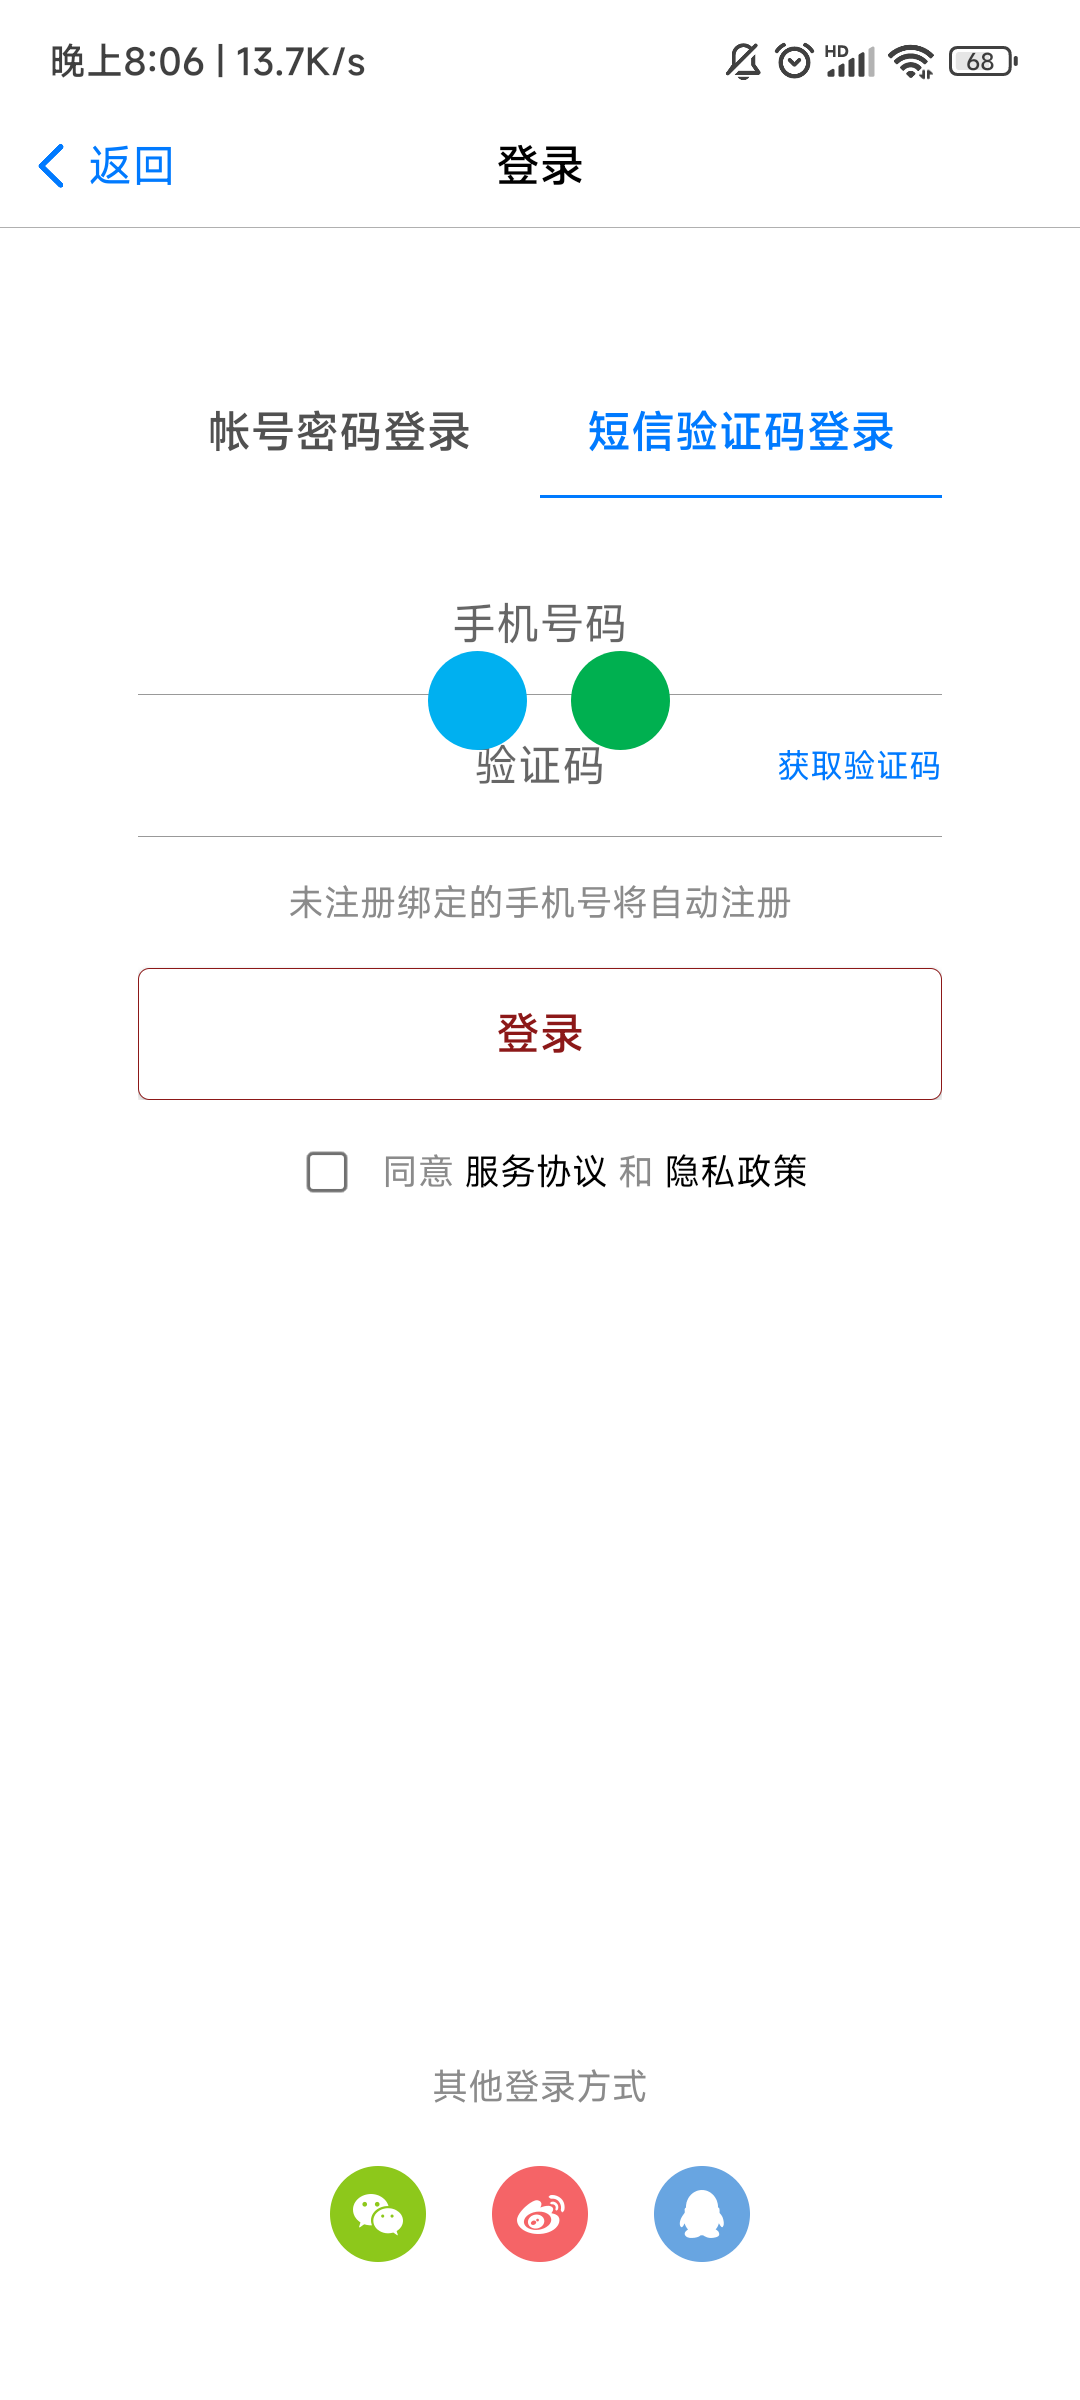 晚上8:06 | 13.7K/s
HD
68
返回
登录
帐号密码登录
短信验证码登录
手机号码
验证码
获取验证码
未注册绑定的手机号将自动注册
登录
同意 服务协议 和 隐私政策
其他登录方式